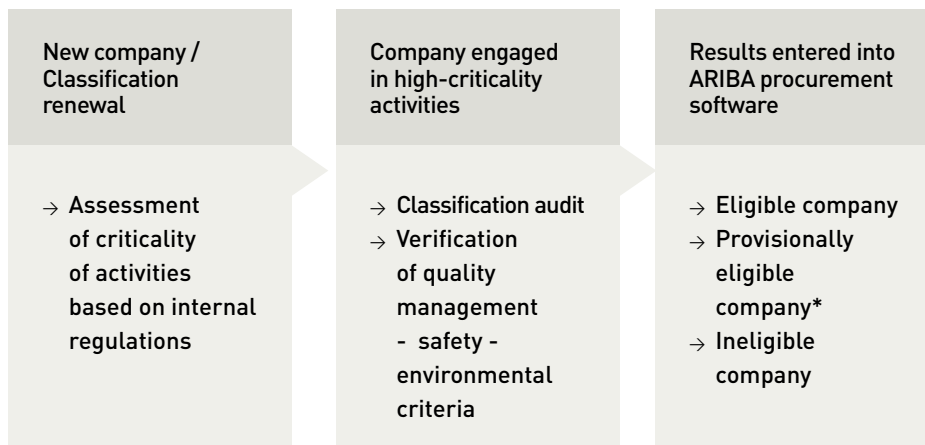 New company /
Classification
renewal
→ Assessment
of criticality
of activities
based on internal
regulations
Company engaged
in high-criticality
activities
→ Classification audit
→ Verification
of quality
management
- safety -
environmental
criteria
Results entered into
ARIBA procurement
software
→ Eligible company
→ Provisionally
eligible
company*
→ Ineligible
company